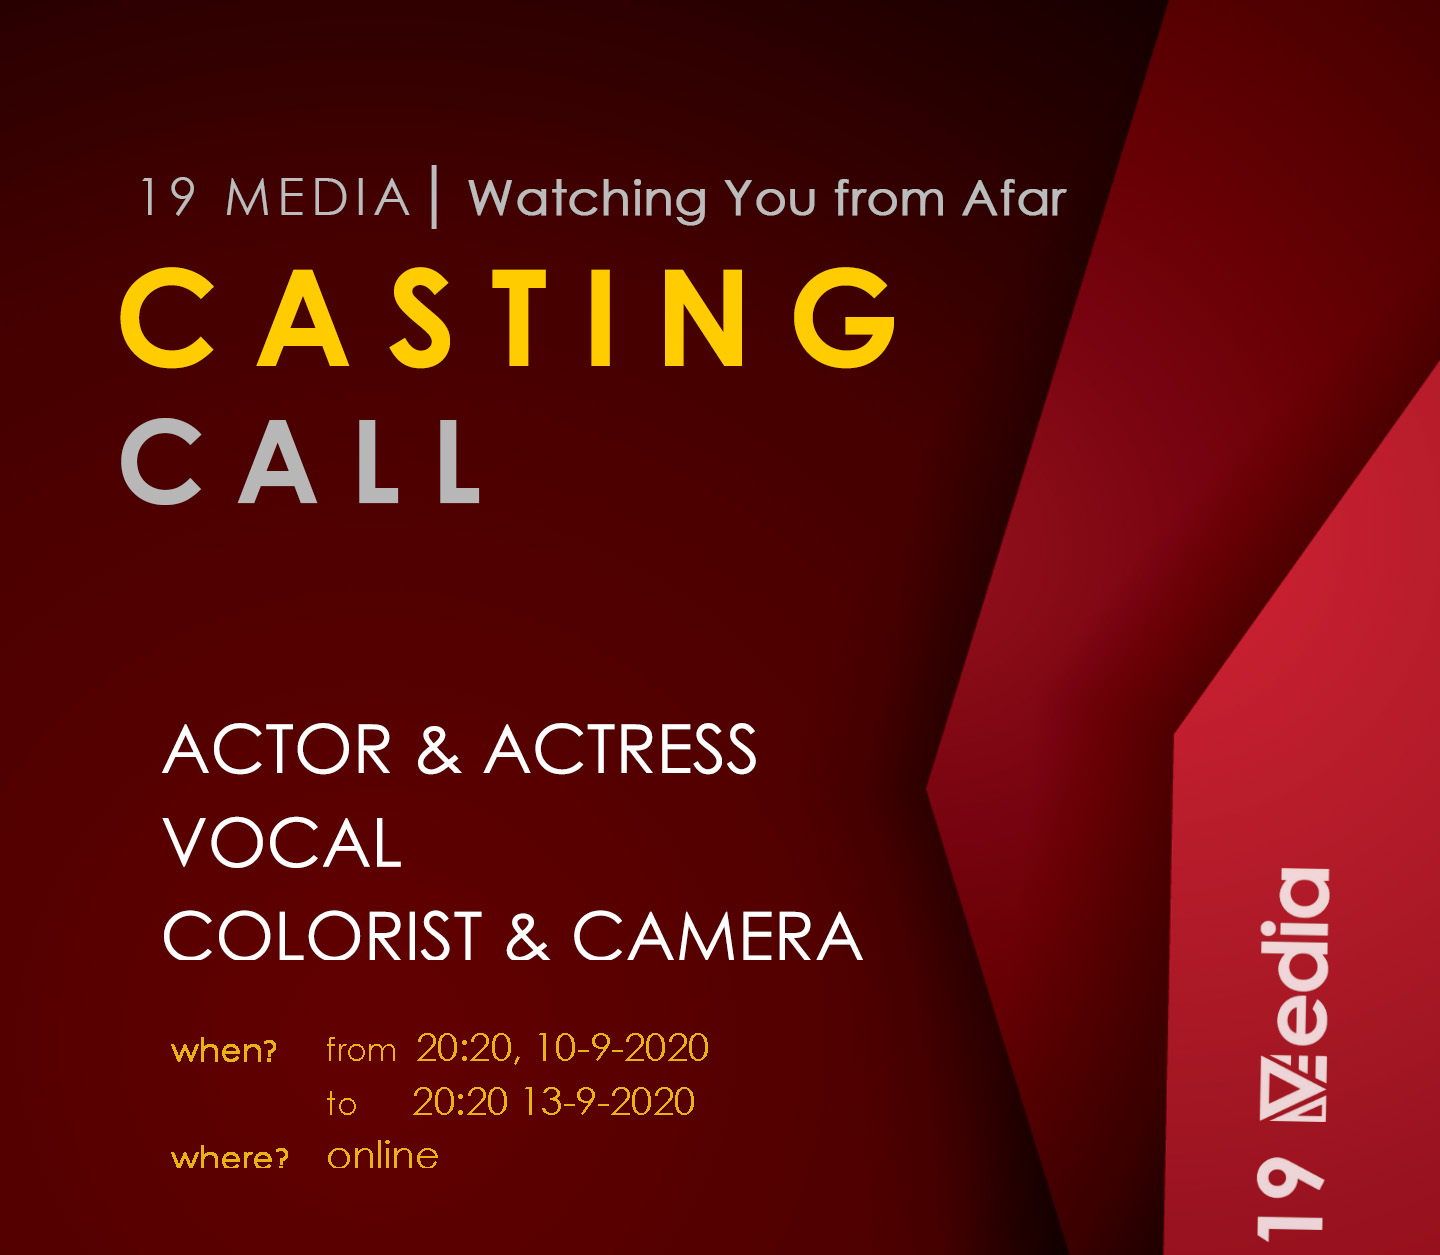 19 MEDIA | Watching You from Afar
CASTING
CALL
ACTOR & ACTRESS
VOCAL
COLORIST & CAMERA
when? from 20:20, 10-9-2020
to 20:20 13-9-2020
where? online
19 Media